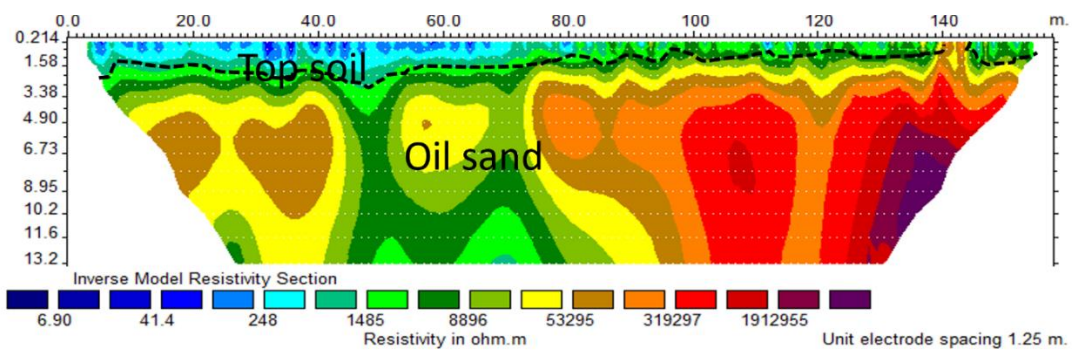 0.0 20.0 40.0 60.0 80.0 100 120 140 m.
0.214
1.58
3.38
4.90
6.73
8.95
10.2
11.6
13.2
Top soil
Oil sand
Inverse Model Resistivity Section
6.90 41.4 248 1485 8896 53295 319297 1912955
Resistivity in ohm.m
Unit electrode spacing 1.25 m.